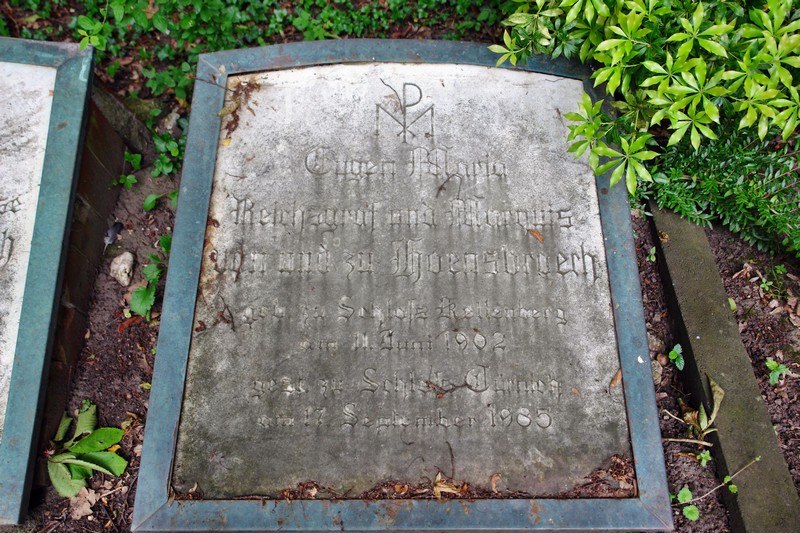 Eugen Maria
Reichsgraf und Marquis
von und zu Hoensbroech
geb. zu Schloß Kellenberg
am 11. Juni 1902
gest. zu Schloß Türnich
am 17. September 1985